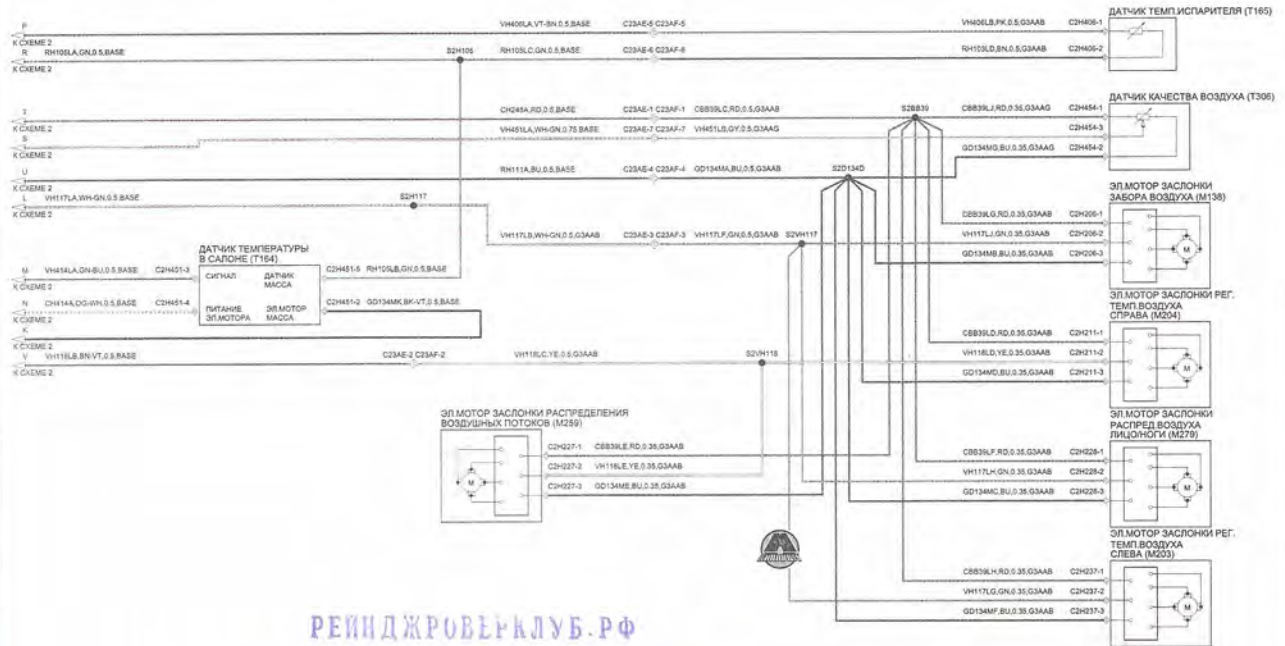 ДАТЧИК ТЕМП.ИСПАРИТЕЛЯ (T165)
P VH406LA,VT-BN,0.5,BASE C23AE-5 C23AF-5 VH406LB,PK,0.5,G3AAB C2H406-1
К СХЕМЕ 2
R RH105LA,GN,0.5,BASE S2H105 RH105LC,GN,0.5,BASE C23AE-6 C23AF-6 RH103LD,BN,0.5,G3AAB C2H406-2
К СХЕМЕ 2
ДАТЧИК КАЧЕСТВА ВОЗДУХА (T306)
T CH248A,RD,0.5,BASE C23AE-1 C23AF-1 CBB39LC,RD,0.5,G3AAB S2BB39 CBB39LJ,RD,0.35,G3AAG C2H454-1
К СХЕМЕ 2
S VH451LA,WH-GN,0.75,BASE C23AE-7 C23AF-7 VH451LB,GY,0.5,G3AAG C2H454-3
К СХЕМЕ 2
GD134MG,BU,0.35,G3AAG C2H454-2
U RH111A,BU,0.5,BASE C23AE-4 C23AF-4 GD134MA,BU,0.5,G3AAB S2D134D
К СХЕМЕ 2
ЭЛ.МОТОР ЗАСЛОНКИ
ЗАБОРА ВОЗДУХА (M138)
L VH117LA,WH-GN,0.5,BASE S2H117
К СХЕМЕ 2
CBB39LG,RD,0.35,G3AAB C2H206-1
VH117LB,WH-GN,0.5,G3AAB C23AE-3 C23AF-3 VH117LF,GN,0.5,G3AAB S2VH117 VH117LJ,GN,0.35,G3AAB C2H206-2
GD134MB,BU,0.35,G3AAB C2H206-3
M
ДАТЧИК ТЕМПЕРАТУРЫ
В САЛОНЕ (T164)
M VH414LA,GN-BU,0.5,BASE C2H451-3 СИГНАЛ ДАТЧИК МАССА C2H451-5 RH105LB,GN,0.5,BASE
К СХЕМЕ 2
N CH414A,OG-WH,0.5,BASE C2H451-4 ПИТАНИЕ ЭЛ.МОТОРА ЭЛ.МОТОР МАССА C2H451-2 GD134MK,BK-VT,0.5,BASE
К СХЕМЕ 2
K
К СХЕМЕ 2
ЭЛ.МОТОР ЗАСЛОНКИ РЕГ.
ТЕМП.ВОЗДУХА
СПРАВА (M204)
CBB39LD,RD,0.35,G3AAB C2H211-1
V VH118LB,BN-VT,0.5,BASE C23AE-2 C23AF-2 VH118LC,YE,0.5,G3AAB S2VH118 VH118LD,YE,0.35,G3AAB C2H211-2
К СХЕМЕ 2
GD134MD,BU,0.35,G3AAB C2H211-3
M
ЭЛ.МОТОР ЗАСЛОНКИ РАСПРЕДЕЛЕНИЯ
ВОЗДУШНЫХ ПОТОКОВ (M259)
C2H227-1 CBB39LE,RD,0.35,G3AAB
C2H227-2 VH118LE,YE,0.35,G3AAB
C2H227-3 GD134ME,BU,0.35,G3AAB
M
ЭЛ.МОТОР ЗАСЛОНКИ
РАСПРЕД.ВОЗДУХА
ЛИЦО/НОГИ (M279)
CBB39LF,RD,0.35,G3AAB C2H228-1
VH117LH,GN,0.35,G3AAB C2H228-2
GD134MC,BU,0.35,G3AAB C2H228-3
M
ЭЛ.МОТОР ЗАСЛОНКИ РЕГ.
ТЕМП.ВОЗДУХА
СЛЕВА (M203)
CBB39LH,RD,0.35,G3AAB C2H237-1
VH117LG,GN,0.35,G3AAB C2H237-2
GD134MF,BU,0.35,G3AAB C2H237-3
M
РЕЙНДЖРОВЕРКЛУБ.РФ